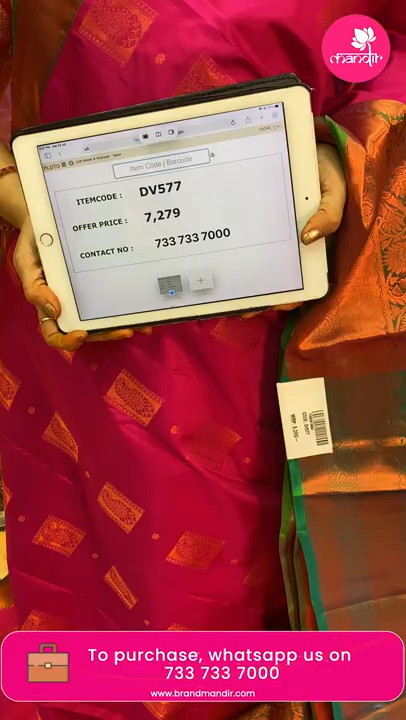 mandir
Item Code | Barcode
ITEMCODE : DV577
OFFER PRICE : 7,279
CONTACT NO : 733 733 7000
To purchase, whatsapp us on
733 733 7000
www.brandmandir.com